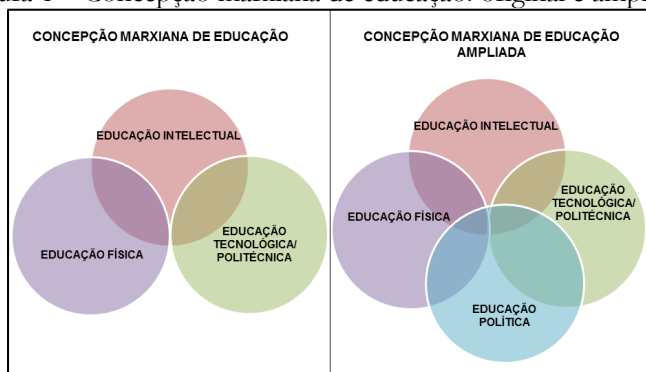 CONCEPÇÃO MARXIANA DE EDUCAÇÃO
EDUCAÇÃO INTELECTUAL
EDUCAÇÃO FÍSICA
EDUCAÇÃO
TECNOLÓGICA/
POLITÉCNICA
CONCEPÇÃO MARXIANA DE EDUCAÇÃO
AMPLIADA
EDUCAÇÃO INTELECTUAL
EDUCAÇÃO FÍSICA
EDUCAÇÃO
TECNOLÓGICA/
POLITÉCNICA
EDUCAÇÃO
POLÍTICA